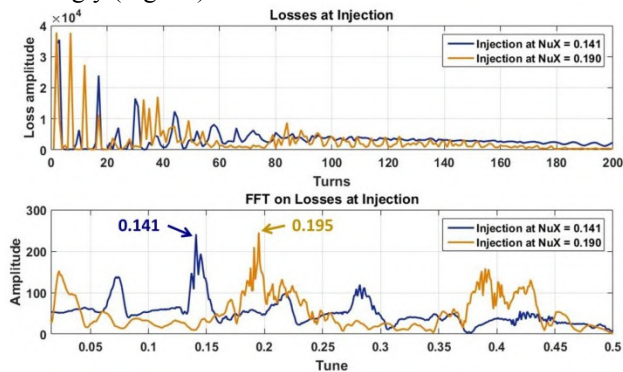 Losses at Injection
×10⁴
4
3
2
1
0
Loss amplitude
Injection at NuX = 0.141
Injection at NuX = 0.190
0 20 40 60 80 100 120 140 160 180 200
Turns
FFT on Losses at Injection
300
200
100
0
Amplitude
0.141
0.195
Injection at NuX = 0.141
Injection at NuX = 0.190
0.05 0.1 0.15 0.2 0.25 0.3 0.35 0.4 0.45 0.5
Tune